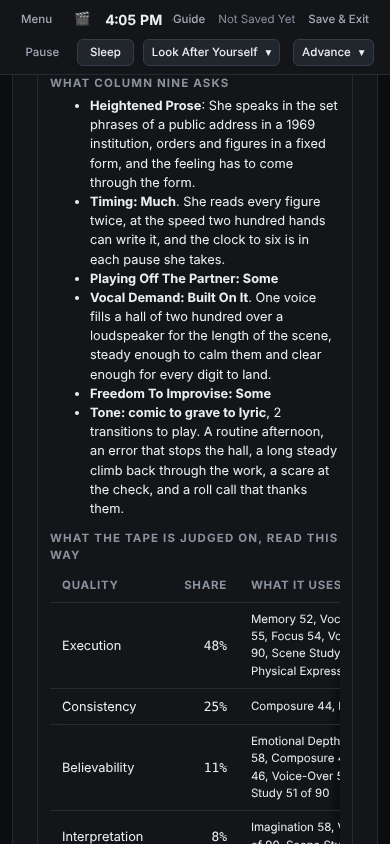 Menu 🎬 4:05 PM Guide Not Saved Yet Save & Exit
Pause Sleep Look After Yourself ▾ Advance ▾
WHAT COLUMN NINE ASKS
• Heightened Prose: She speaks in the set
phrases of a public address in a 1969
institution, orders and figures in a fixed
form, and the feeling has to come
through the form.
• Timing: Much. She reads every figure
twice, at the speed two hundred hands
can write it, and the clock to six is in
each pause she takes.
• Playing Off The Partner: Some
• Vocal Demand: Built On It. One voice
fills a hall of two hundred over a
loudspeaker for the length of the scene,
steady enough to calm them and clear
enough for every digit to land.
• Freedom To Improvise: Some
• Tone: comic to grave to lyric, 2
transitions to play. A routine afternoon,
an error that stops the hall, a long steady
climb back through the work, a scare at
the check, and a roll call that thanks
them.
WHAT THE TAPE IS JUDGED ON, READ THIS
WAY
QUALITY SHARE WHAT IT USES
Memory 52, Voc
55, Focus 54, Vo
Execution 48% 90, Scene Study
Physical Express
Consistency 25% Composure 44,
Emotional Depth
58, Composure
Believability 11% 46, Voice-Over
Study 51 of 90
Interpretation 8% Imagination 58,
of 90, Scene Stu